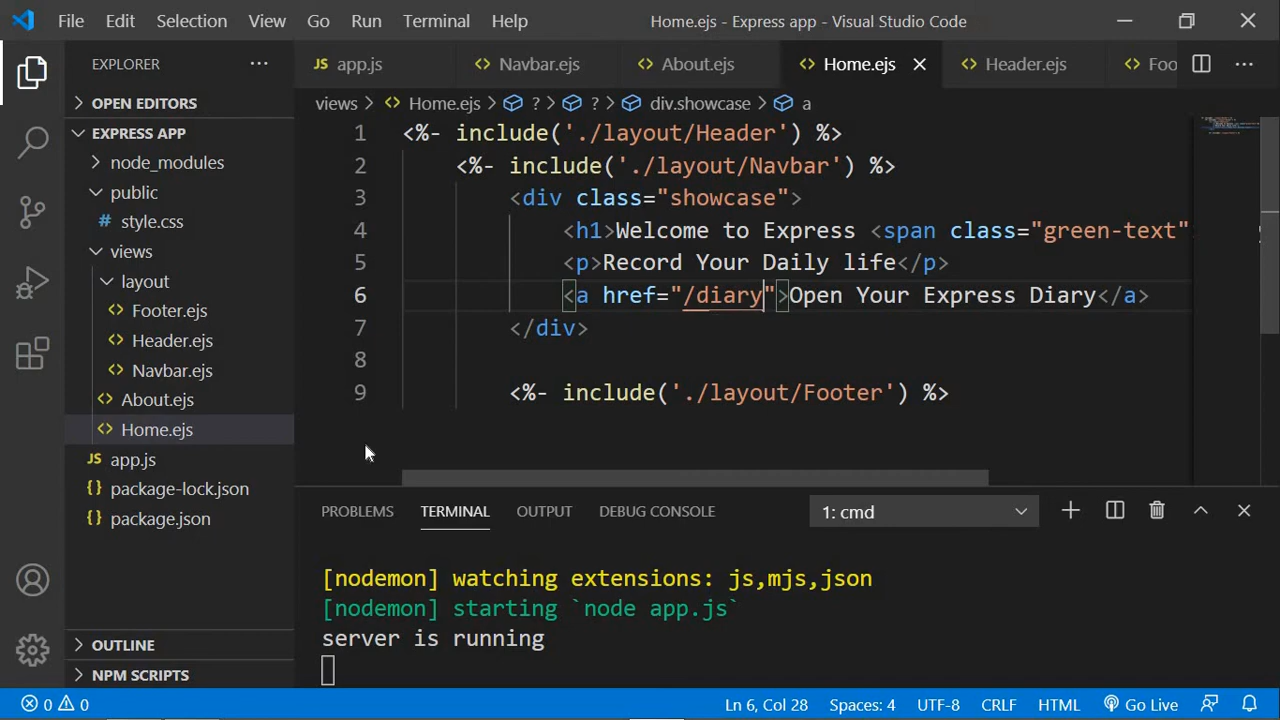 File Edit Selection View Go Run Terminal Help Home.ejs - Express app - Visual Studio Code
EXPLORER
app.js Navbar.ejs About.ejs Home.ejs Header.ejs Foo
OPEN EDITORS
EXPRESS APP
node_modules
public
style.css
views
layout
Footer.ejs
Header.ejs
Navbar.ejs
About.ejs
Home.ejs
app.js
package-lock.json
package.json
OUTLINE
NPM SCRIPTS
views > Home.ejs > ? > ? > div.showcase > a
1 <%- include('./layout/Header') %>
2 <%- include('./layout/Navbar') %>
3 <div class="showcase">
4 <h1>Welcome to Express <span class="green-text"
5 <p>Record Your Daily life</p>
6 <a href="/diary">Open Your Express Diary</a>
7 </div>
8
9 <%- include('./layout/Footer') %>
PROBLEMS TERMINAL OUTPUT DEBUG CONSOLE 1: cmd
[nodemon] watching extensions: js,mjs,json
[nodemon] starting `node app.js`
server is running
0 0 Ln 6, Col 28 Spaces: 4 UTF-8 CRLF HTML Go Live